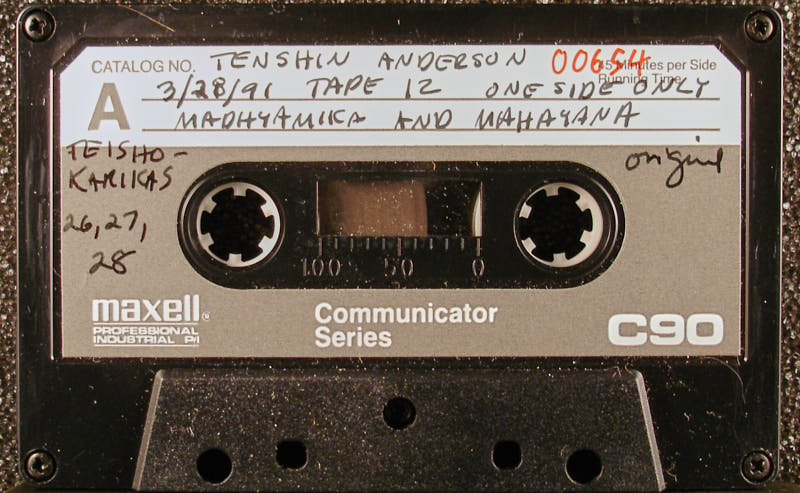 CATALOG NO. TENSHIN ANDERSON 00654
45 Minutes per Side
Running Time
A
3/28/91 TAPE 12 ONE SIDE ONLY
MADHYAMIKA AND MAHAYANA
TEISHO-
KARIKAS
26, 27,
28
original
100 50 0
maxell®
PROFESSIONAL
INDUSTRIAL P/I
Communicator
Series
C90